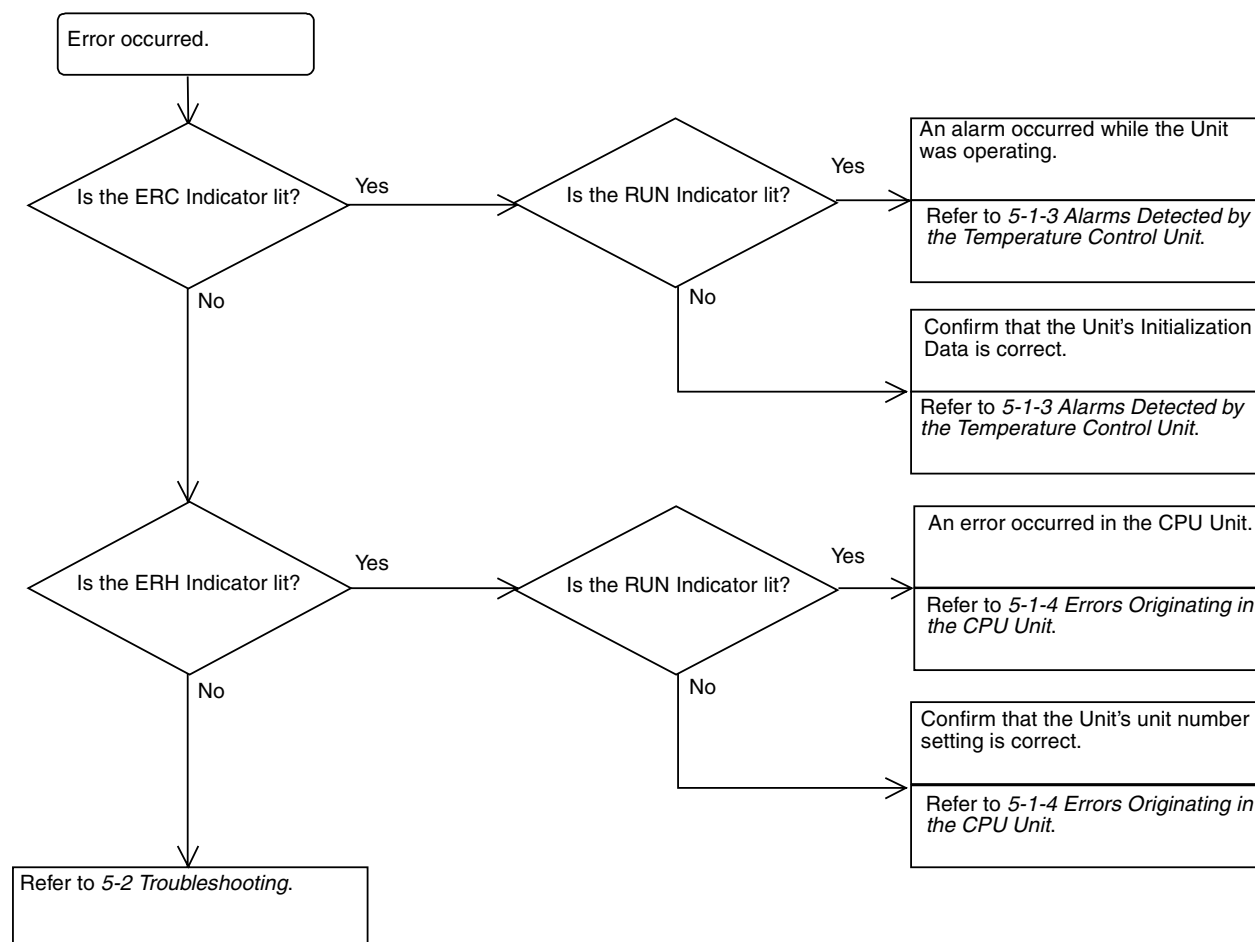 Error occurred.
Is the ERC Indicator lit?
Yes
Is the RUN Indicator lit?
Yes
An alarm occurred while the Unit
was operating.
Refer to 5-1-3 Alarms Detected by
the Temperature Control Unit.
No
No
Confirm that the Unit's Initialization
Data is correct.
Refer to 5-1-3 Alarms Detected by
the Temperature Control Unit.
Is the ERH Indicator lit?
Yes
Is the RUN Indicator lit?
Yes
An error occurred in the CPU Unit.
Refer to 5-1-4 Errors Originating in
the CPU Unit.
No
No
Confirm that the Unit's unit number
setting is correct.
Refer to 5-1-4 Errors Originating in
the CPU Unit.
Refer to 5-2 Troubleshooting.